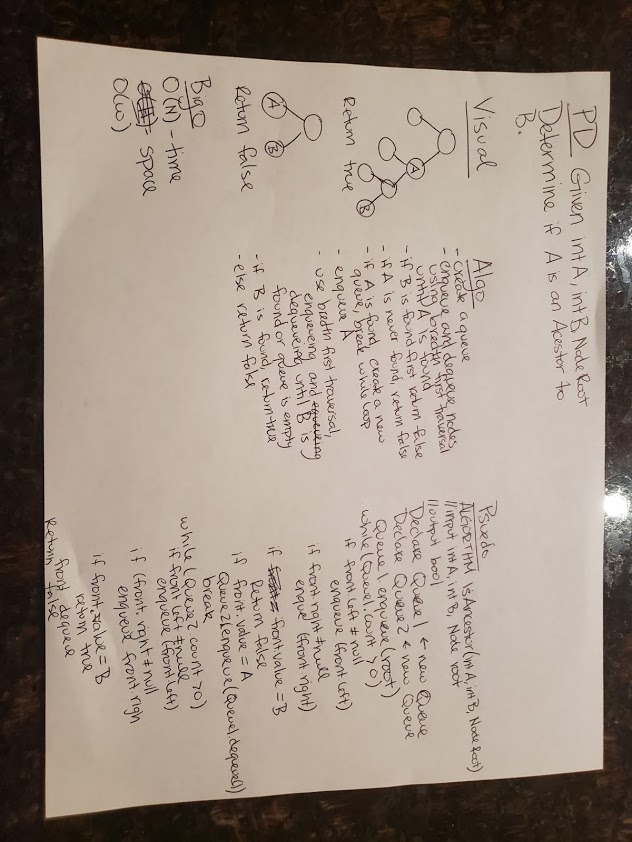 PD Given int A, int B, Node Root
Determine if A is an Acestor to
B.
Visual
A
B
Return true
A
B
Return false
Big O
O(N) - time
= space
O(w)
Algo
- create a queue
- enqueue and dequeue nodes
using bredth first traversal
until A is found
- if B is found first return false
- if A is never found, return false
- if A is found, create a new
queue, break while loop
- enqueue A
- use bredth first traversal,
enqueueing and
dequeueing until B is
found or queue is empty
- if B is found, return true
- else return false
Psuedo
ALGORTHM IsAncestor(int A, int B, Node Root)
//input int A, int B, Node root
//output bool
Declare Queue1 ← new Queue
Declare Queue2 ← new Queue
Queue1.enqueue(root)
while(Queue1.count >0)
if front.left ≠ null
enqueue (front.left)
if front.right ≠ null
enque (front.right)
if front.value = B
Return false
if front.value = A
Queue2.enqueue(Queue1.dequeue())
break
while(Queue2.count >0)
if front left ≠ null
enqueue (front.left)
if (front.right ≠ null
enqueue front.righ
if front.value = B
return true
front.dequeue
Return false